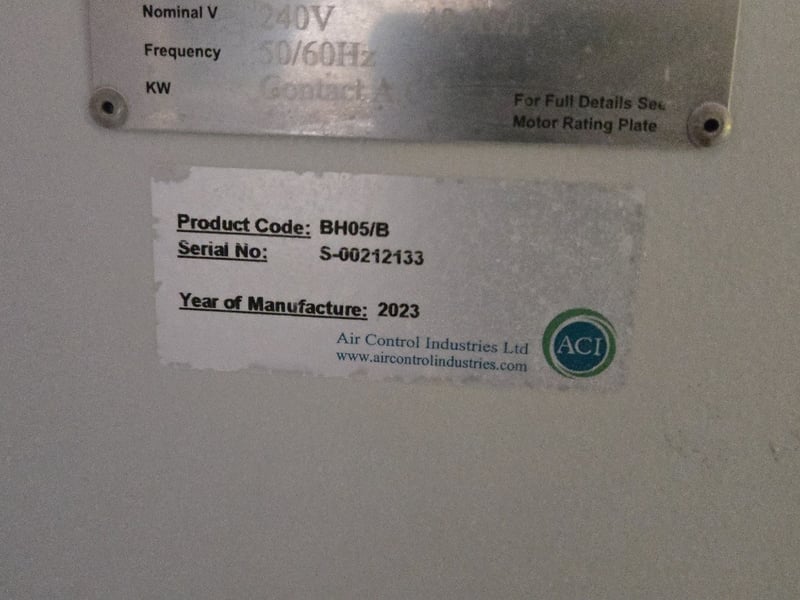 Nominal V 240V
Frequency 50/60Hz
KW Contact A
For Full Details See
Motor Rating Plate
Product Code: BH05/B
Serial No: S-00212133
Year of Manufacture: 2023
Air Control Industries Ltd
www.aircontrolindustries.com
ACI